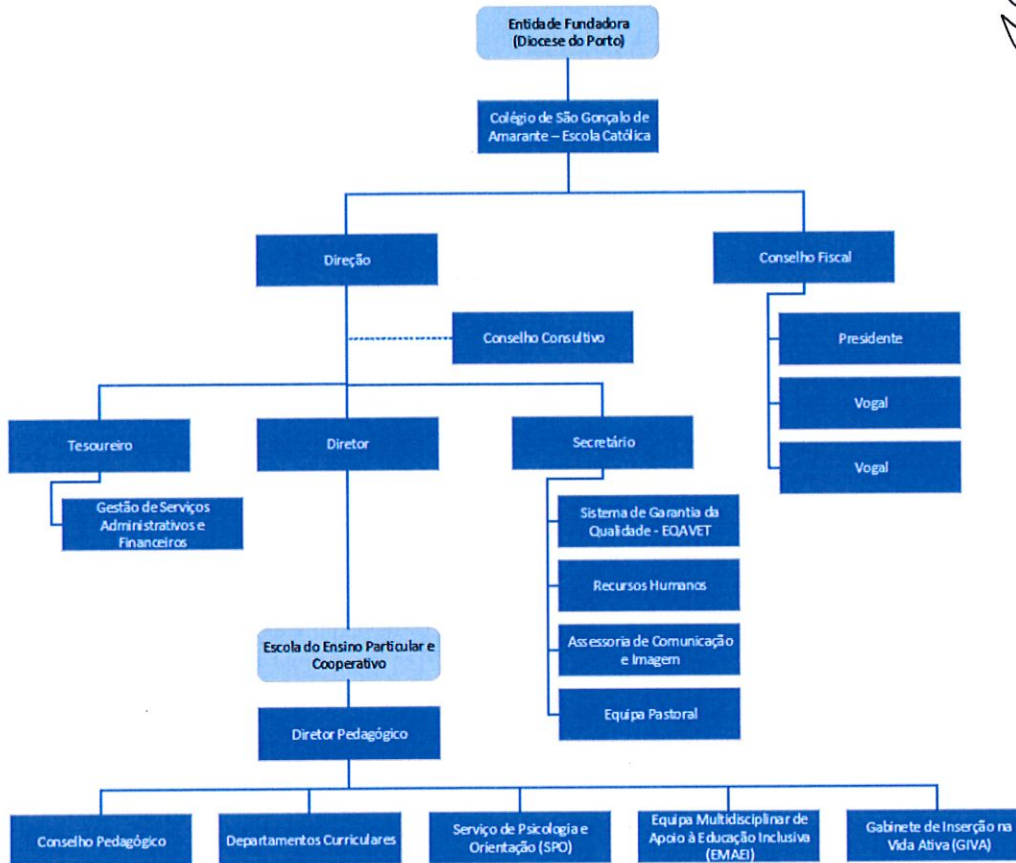 Entidade Fundadora
(Diocese do Porto)
Colégio de São Gonçalo de
Amarante – Escola Católica
Direção
Conselho Fiscal
Conselho Consultivo
Presidente
Vogal
Vogal
Tesoureiro
Diretor
Secretário
Gestão de Serviços
Administrativos e
Financeiros
Sistema de Garantia da
Qualidade - EQAVET
Recursos Humanos
Assessoria de Comunicação
e Imagem
Equipa Pastoral
Escola do Ensino Particular e
Cooperativo
Diretor Pedagógico
Conselho Pedagógico
Departamentos Curriculares
Serviço de Psicologia e
Orientação (SPO)
Equipa Multidisciplinar de
Apoio à Educação Inclusiva
(EMAEI)
Gabinete de Inserção na
Vida Ativa (GIVA)